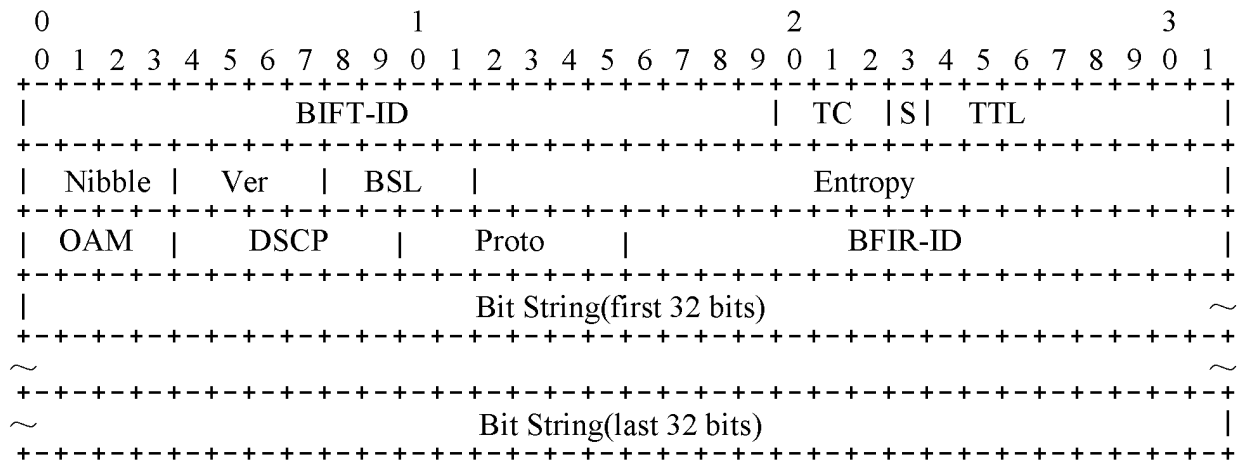 0 1 2 3
0 1 2 3 4 5 6 7 8 9 0 1 2 3 4 5 6 7 8 9 0 1 2 3 4 5 6 7 8 9 0 1
+-+-+-+-+-+-+-+-+-+-+-+-+-+-+-+-+-+-+-+-+-+-+-+-+-+-+-+-+-+-+-+-+
| BIFT-ID | TC |S| TTL |
+-+-+-+-+-+-+-+-+-+-+-+-+-+-+-+-+-+-+-+-+-+-+-+-+-+-+-+-+-+-+-+-+
| Nibble | Ver | BSL | Entropy |
+-+-+-+-+-+-+-+-+-+-+-+-+-+-+-+-+-+-+-+-+-+-+-+-+-+-+-+-+-+-+-+-+
| OAM | DSCP | Proto | BFIR-ID |
+-+-+-+-+-+-+-+-+-+-+-+-+-+-+-+-+-+-+-+-+-+-+-+-+-+-+-+-+-+-+-+-+
| Bit String(first 32 bits) ~
+-+-+-+-+-+-+-+-+-+-+-+-+-+-+-+-+-+-+-+-+-+-+-+-+-+-+-+-+-+-+-+-+
~ ~
+-+-+-+-+-+-+-+-+-+-+-+-+-+-+-+-+-+-+-+-+-+-+-+-+-+-+-+-+-+-+-+-+
~ Bit String(last 32 bits) |
+-+-+-+-+-+-+-+-+-+-+-+-+-+-+-+-+-+-+-+-+-+-+-+-+-+-+-+-+-+-+-+-+